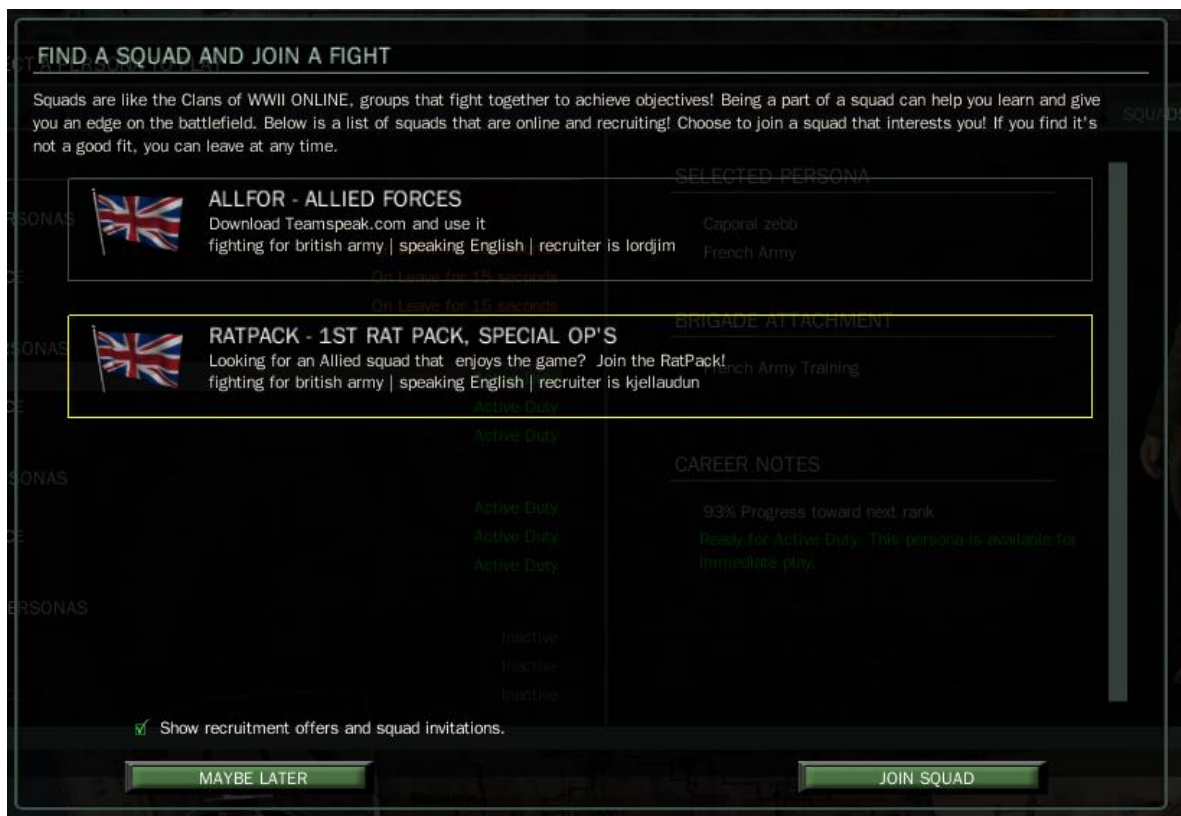 FIND A SQUAD AND JOIN A FIGHT
Squads are like the Clans of WWII ONLINE, groups that fight together to achieve objectives! Being a part of a squad can help you learn and give
you an edge on the battlefield. Below is a list of squads that are online and recruiting! Choose to join a squad that interests you! If you find it's
not a good fit, you can leave at any time.
SELECTED PERSONA
ALLFOR - ALLIED FORCES
Download Teamspeak.com and use it
Caporal zebb
fighting for british army | speaking English | recruiter is lordjim
French Army
On Leave for 15 seconds
On Leave for 15 seconds
BRIGADE ATTACHMENT
RATPACK - 1ST RAT PACK, SPECIAL OP'S
Looking for an Allied squad that  enjoys the game?  Join the RatPack!
French Army Training
fighting for british army | speaking English | recruiter is kjellaudun
Active Duty
Active Duty
CAREER NOTES
Active Duty
93% Progress toward next rank
Active Duty
Ready for Active Duty. This persona is available for
Active Duty
immediate play.
Inactive
Inactive
Inactive
Show recruitment offers and squad invitations.
MAYBE LATER
JOIN SQUAD